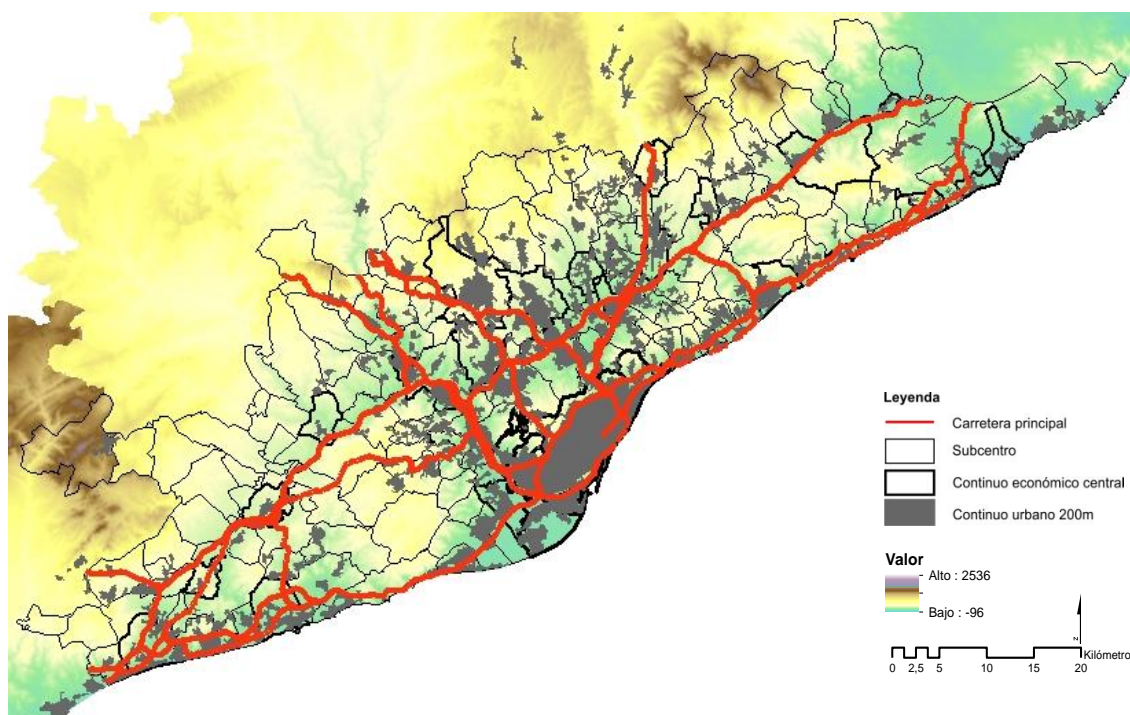 Leyenda
Carretera principal
Subcentro
Continuo económico central
Continuo urbano 200m
Valor
Alto : 2536
Bajo : -96
N
Kilómetro
0 2,5 5 10 15 20